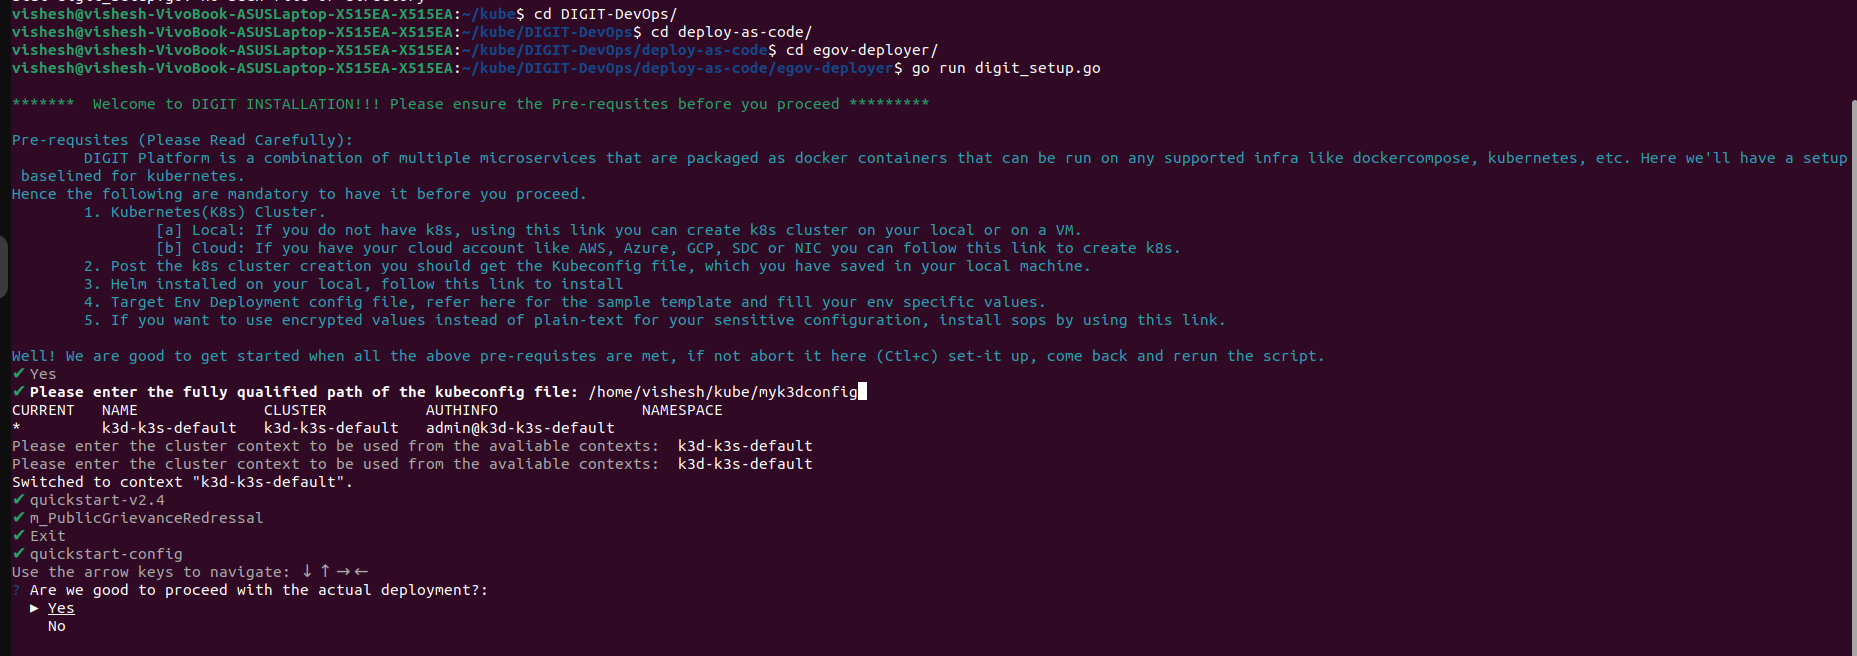 vishesh@vishesh-VivoBook-ASUSLaptop-X515EA-X515EA:~/kube$ cd DIGIT-DevOps/
vishesh@vishesh-VivoBook-ASUSLaptop-X515EA-X515EA:~/kube/DIGIT-DevOps$ cd deploy-as-code/
vishesh@vishesh-VivoBook-ASUSLaptop-X515EA-X515EA:~/kube/DIGIT-DevOps/deploy-as-code$ cd egov-deployer/
vishesh@vishesh-VivoBook-ASUSLaptop-X515EA-X515EA:~/kube/DIGIT-DevOps/deploy-as-code/egov-deployer$ go run digit_setup.go
*******  Welcome to DIGIT INSTALLATION!!! Please ensure the Pre-requsites before you proceed *********
Pre-requsites (Please Read Carefully):
DIGIT Platform is a combination of multiple microservices that are packaged as docker containers that can be run on any supported infra like dockercompose, kubernetes, etc. Here we'll have a setup
baselined for kubernetes.
Hence the following are mandatory to have it before you proceed.
1. Kubernetes(K8s) Cluster.
[a] Local: If you do not have k8s, using this link you can create k8s cluster on your local or on a VM.
[b] Cloud: If you have your cloud account like AWS, Azure, GCP, SDC or NIC you can follow this link to create k8s.
2. Post the k8s cluster creation you should get the Kubeconfig file, which you have saved in your local machine.
3. Helm installed on your local, follow this link to install
4. Target Env Deployment config file, refer here for the sample template and fill your env specific values.
5. If you want to use encrypted values instead of plain-text for your sensitive configuration, install sops by using this link.
Well! We are good to get started when all the above pre-requistes are met, if not abort it here (Ctl+c) set-it up, come back and rerun the script.
✔ Yes
✔ Please enter the fully qualified path of the kubeconfig file: /home/vishesh/kube/myk3dconfig
CURRENT   NAME              CLUSTER           AUTHINFO                NAMESPACE
*         k3d-k3s-default   k3d-k3s-default   admin@k3d-k3s-default
Please enter the cluster context to be used from the avaliable contexts:  k3d-k3s-default
Please enter the cluster context to be used from the avaliable contexts:  k3d-k3s-default
Switched to context "k3d-k3s-default".
✔ quickstart-v2.4
✔ m_PublicGrievanceRedressal
✔ Exit
✔ quickstart-config
Use the arrow keys to navigate: ↓ ↑ → ←
? Are we good to proceed with the actual deployment?:
▸ Yes
No